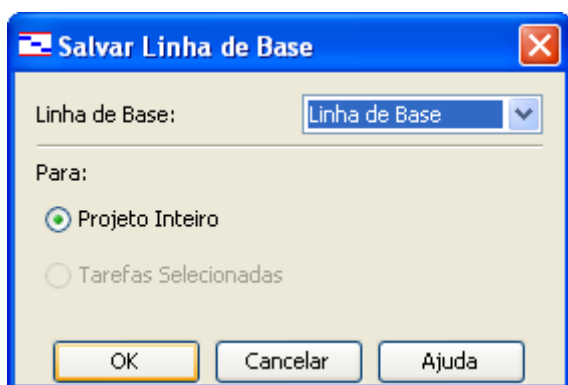 Salvar Linha de Base
Linha de Base: Linha de Base
Para:
Projeto Inteiro
Tarefas Selecionadas
OK Cancelar Ajuda